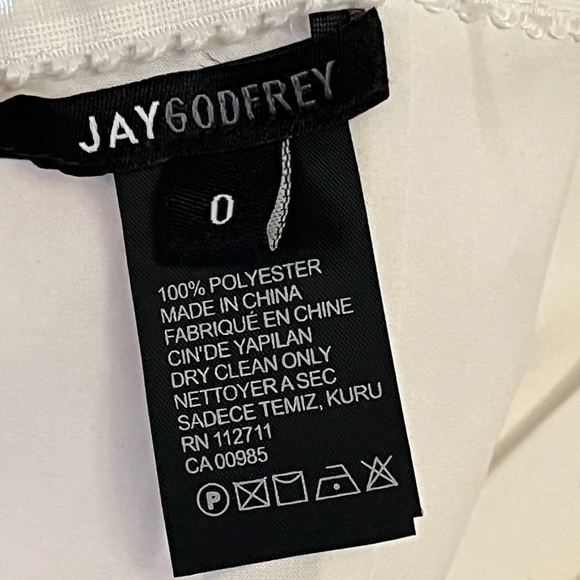 JAYGODFREY
0
100% POLYESTER
MADE IN CHINA
FABRIQUÉ EN CHINE
CIN'DE YAPILAN
DRY CLEAN ONLY
NETTOYER A SEC
SADECE TEMIZ, KURU
RN 112711
CA 00985
P